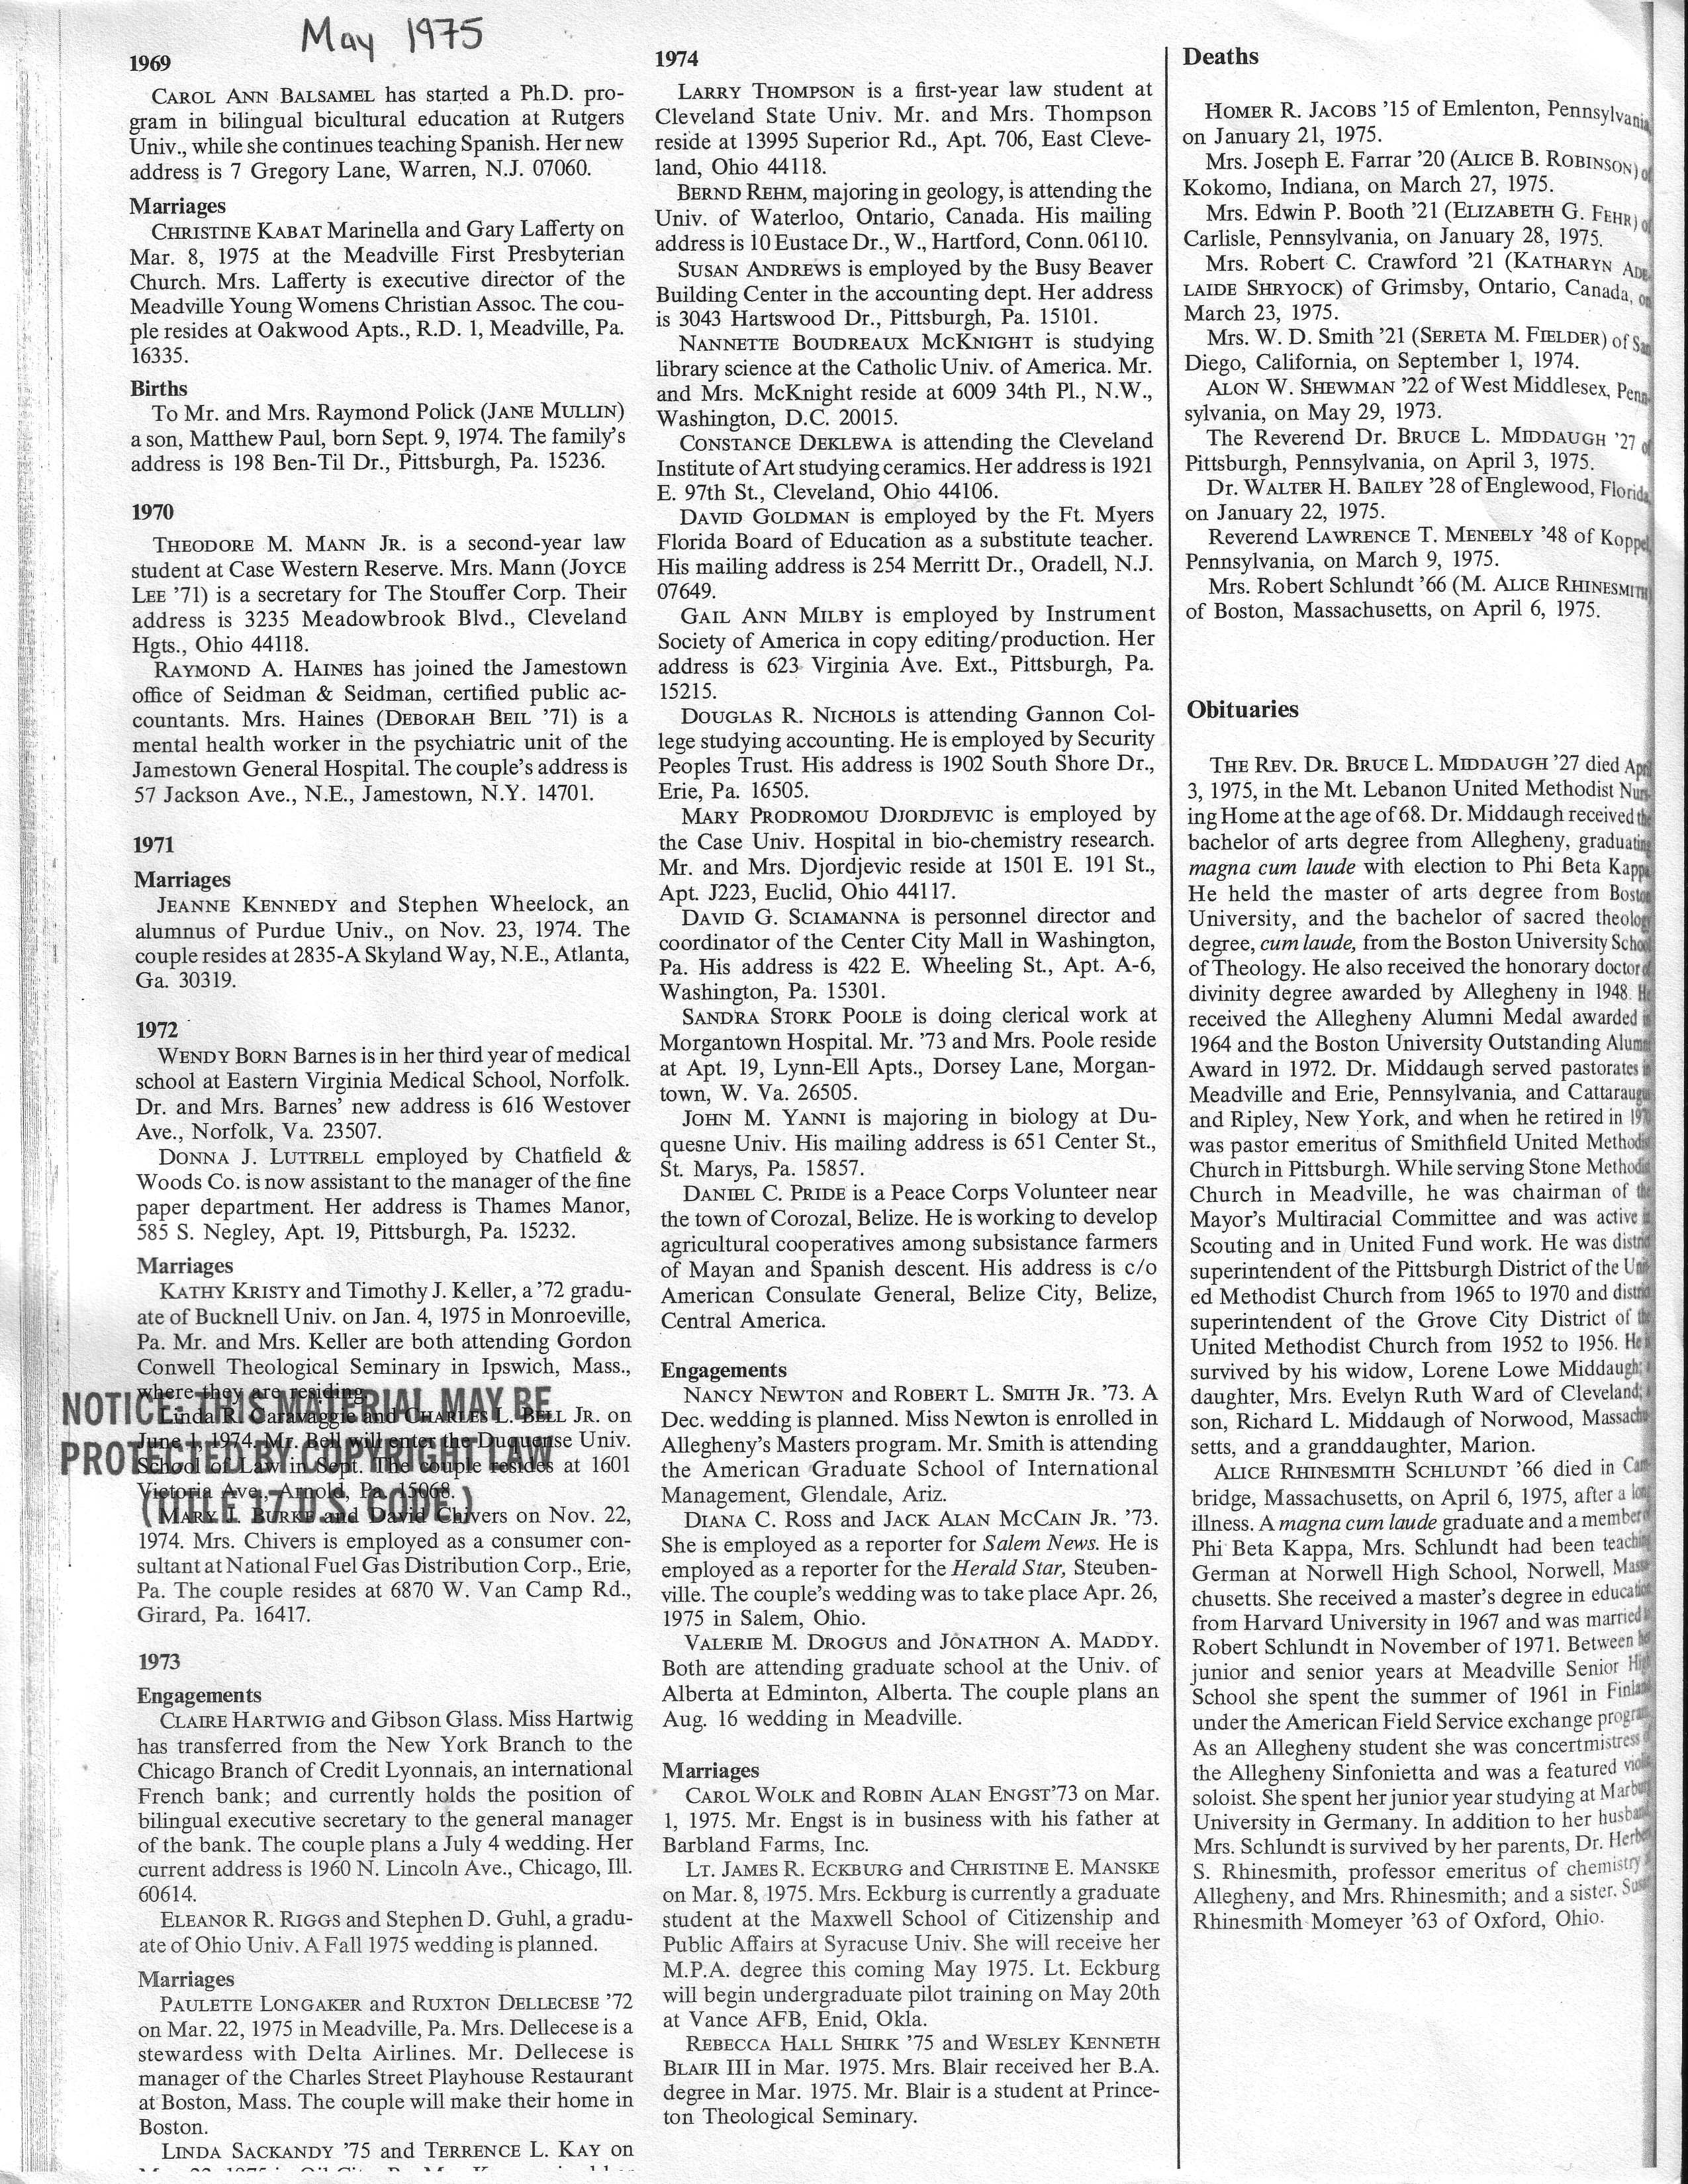 May 1975
1969
CAROL ANN BALSAMEL has started a Ph.D. pro-
gram in bilingual bicultural education at Rutgers
Univ., while she continues teaching Spanish. Her new
address is 7 Gregory Lane, Warren, N.J. 07060.
Marriages
CHRISTINE KABAT Marinella and Gary Lafferty on
Mar. 8, 1975 at the Meadville First Presbyterian
Church. Mrs. Lafferty is executive director of the
Meadville Young Womens Christian Assoc. The cou-
ple resides at Oakwood Apts., R.D. 1, Meadville, Pa.
16335.
Births
To Mr. and Mrs. Raymond Polick (JANE MULLIN)
a son, Matthew Paul, born Sept. 9, 1974. The family's
address is 198 Ben-Til Dr., Pittsburgh, Pa. 15236.
1970
THEODORE M. MANN JR. is a second-year law
student at Case Western Reserve. Mrs. Mann (JOYCE
LEE '71) is a secretary for The Stouffer Corp. Their
address is 3235 Meadowbrook Blvd., Cleveland
Hgts., Ohio 44118.
RAYMOND A. HAINES has joined the Jamestown
office of Seidman & Seidman, certified public ac-
countants. Mrs. Haines (DEBORAH BEIL '71) is a
mental health worker in the psychiatric unit of the
Jamestown General Hospital. The couple's address is
57 Jackson Ave., N.E., Jamestown, N.Y. 14701.
1971
Marriages
JEANNE KENNEDY and Stephen Wheelock, an
alumnus of Purdue Univ., on Nov. 23, 1974. The
couple resides at 2835-A Skyland Way, N.E., Atlanta,
Ga. 30319.
1972
WENDY BORN Barnes is in her third year of medical
school at Eastern Virginia Medical School, Norfolk.
Dr. and Mrs. Barnes' new address is 616 Westover
Ave., Norfolk, Va. 23507.
DONNA J. LUTTRELL employed by Chatfield &
Woods Co. is now assistant to the manager of the fine
paper department. Her address is Thames Manor,
585 S. Negley, Apt. 19, Pittsburgh, Pa. 15232.
Marriages
KATHY KRISTY and Timothy J. Keller, a '72 gradu-
ate of Bucknell Univ. on Jan. 4, 1975 in Monroeville,
Pa. Mr. and Mrs. Keller are both attending Gordon
Conwell Theological Seminary in Ipswich, Mass.,
where they are residing.
Linda R. Caravaggie and CHARLES L. BELL JR. on
June 1, 1974. Mr. Bell will enter the Duquense Univ.
School of Law in Sept. The couple resides at 1601
Victoria Ave., Arnold, Pa. 15068.
MARY J. BURKE and David Chivers on Nov. 22,
1974. Mrs. Chivers is employed as a consumer con-
sultant at National Fuel Gas Distribution Corp., Erie,
Pa. The couple resides at 6870 W. Van Camp Rd.,
Girard, Pa. 16417.
NOTICE: THIS MATERIAL MAY BE
PROTECTED BY COPYRIGHT LAW
(TITLE 17 U.S. CODE)
1973
Engagements
CLAIRE HARTWIG and Gibson Glass. Miss Hartwig
has transferred from the New York Branch to the
Chicago Branch of Credit Lyonnais, an international
French bank; and currently holds the position of
bilingual executive secretary to the general manager
of the bank. The couple plans a July 4 wedding. Her
current address is 1960 N. Lincoln Ave., Chicago, Ill.
60614.
ELEANOR R. RIGGS and Stephen D. Guhl, a gradu-
ate of Ohio Univ. A Fall 1975 wedding is planned.
Marriages
PAULETTE LONGAKER and RUXTON DELLECESE '72
on Mar. 22, 1975 in Meadville, Pa. Mrs. Dellecese is a
stewardess with Delta Airlines. Mr. Dellecese is
manager of the Charles Street Playhouse Restaurant
at Boston, Mass. The couple will make their home in
Boston.
LINDA SACKANDY '75 and TERRENCE L. KAY on
1974
LARRY THOMPSON is a first-year law student at
Cleveland State Univ. Mr. and Mrs. Thompson
reside at 13995 Superior Rd., Apt. 706, East Cleve-
land, Ohio 44118.
BERND REHM, majoring in geology, is attending the
Univ. of Waterloo, Ontario, Canada. His mailing
address is 10 Eustace Dr., W., Hartford, Conn. 06110.
SUSAN ANDREWS is employed by the Busy Beaver
Building Center in the accounting dept. Her address
is 3043 Hartswood Dr., Pittsburgh, Pa. 15101.
NANNETTE BOUDREAUX MCKNIGHT is studying
library science at the Catholic Univ. of America. Mr.
and Mrs. McKnight reside at 6009 34th Pl., N.W.,
Washington, D.C. 20015.
CONSTANCE DEKLEWA is attending the Cleveland
Institute of Art studying ceramics. Her address is 1921
E. 97th St., Cleveland, Ohio 44106.
DAVID GOLDMAN is employed by the Ft. Myers
Florida Board of Education as a substitute teacher.
His mailing address is 254 Merritt Dr., Oradell, N.J.
07649.
GAIL ANN MILBY is employed by Instrument
Society of America in copy editing/production. Her
address is 623 Virginia Ave. Ext., Pittsburgh, Pa.
15215.
DOUGLAS R. NICHOLS is attending Gannon Col-
lege studying accounting. He is employed by Security
Peoples Trust. His address is 1902 South Shore Dr.,
Erie, Pa. 16505.
MARY PRODROMOU DJORDJEVIC is employed by
the Case Univ. Hospital in bio-chemistry research.
Mr. and Mrs. Djordjevic reside at 1501 E. 191 St.,
Apt. J223, Euclid, Ohio 44117.
DAVID G. SCIAMANNA is personnel director and
coordinator of the Center City Mall in Washington,
Pa. His address is 422 E. Wheeling St., Apt. A-6,
Washington, Pa. 15301.
SANDRA STORK POOLE is doing clerical work at
Morgantown Hospital. Mr. '73 and Mrs. Poole reside
at Apt. 19, Lynn-Ell Apts., Dorsey Lane, Morgan-
town, W. Va. 26505.
JOHN M. YANNI is majoring in biology at Du-
quesne Univ. His mailing address is 651 Center St.,
St. Marys, Pa. 15857.
DANIEL C. PRIDE is a Peace Corps Volunteer near
the town of Corozal, Belize. He is working to develop
agricultural cooperatives among subsistance farmers
of Mayan and Spanish descent. His address is c/o
American Consulate General, Belize City, Belize,
Central America.
Engagements
NANCY NEWTON and ROBERT L. SMITH JR. '73. A
Dec. wedding is planned. Miss Newton is enrolled in
Allegheny's Masters program. Mr. Smith is attending
the American Graduate School of International
Management, Glendale, Ariz.
DIANA C. ROSS and JACK ALAN MCCAIN JR. '73.
She is employed as a reporter for Salem News. He is
employed as a reporter for the Herald Star, Steuben-
ville. The couple's wedding was to take place Apr. 26,
1975 in Salem, Ohio.
VALERIE M. DROGUS and JONATHON A. MADDY.
Both are attending graduate school at the Univ. of
Alberta at Edminton, Alberta. The couple plans an
Aug. 16 wedding in Meadville.
Marriages
CAROL WOLK and ROBIN ALAN ENGST'73 on Mar.
1, 1975. Mr. Engst is in business with his father at
Barbland Farms, Inc.
LT. JAMES R. ECKBURG and CHRISTINE E. MANSKE
on Mar. 8, 1975. Mrs. Eckburg is currently a graduate
student at the Maxwell School of Citizenship and
Public Affairs at Syracuse Univ. She will receive her
M.P.A. degree this coming May 1975. Lt. Eckburg
will begin undergraduate pilot training on May 20th
at Vance AFB, Enid, Okla.
REBECCA HALL SHIRK '75 and WESLEY KENNETH
BLAIR III in Mar. 1975. Mrs. Blair received her B.A.
degree in Mar. 1975. Mr. Blair is a student at Prince-
ton Theological Seminary.
Deaths
HOMER R. JACOBS '15 of Emlenton, Pennsylvania
on January 21, 1975.
Mrs. Joseph E. Farrar '20 (ALICE B. ROBINSON) of
Kokomo, Indiana, on March 27, 1975.
Mrs. Edwin P. Booth '21 (ELIZABETH G. FEHR) of
Carlisle, Pennsylvania, on January 28, 1975.
Mrs. Robert C. Crawford '21 (KATHARYN ADE-
LAIDE SHRYOCK) of Grimsby, Ontario, Canada, on
March 23, 1975.
Mrs. W. D. Smith '21 (SERETA M. FIELDER) of San
Diego, California, on September 1, 1974.
ALON W. SHEWMAN '22 of West Middlesex, Penn-
sylvania, on May 29, 1973.
The Reverend Dr. BRUCE L. MIDDAUGH '27 of
Pittsburgh, Pennsylvania, on April 3, 1975.
Dr. WALTER H. BAILEY '28 of Englewood, Florida,
on January 22, 1975.
Reverend LAWRENCE T. MENEELY '48 of Koppel,
Pennsylvania, on March 9, 1975.
Mrs. Robert Schlundt '66 (M. ALICE RHINESMITH
of Boston, Massachusetts, on April 6, 1975.
Obituaries
THE REV. DR. BRUCE L. MIDDAUGH '27 died April
3, 1975, in the Mt. Lebanon United Methodist Nurs-
ing Home at the age of 68. Dr. Middaugh received the
bachelor of arts degree from Allegheny, graduating
magna cum laude with election to Phi Beta Kappa.
He held the master of arts degree from Boston
University, and the bachelor of sacred theology
degree, cum laude, from the Boston University School
of Theology. He also received the honorary doctor of
divinity degree awarded by Allegheny in 1948. He
received the Allegheny Alumni Medal awarded in
1964 and the Boston University Outstanding Alumni
Award in 1972. Dr. Middaugh served pastorates in
Meadville and Erie, Pennsylvania, and Cattaraugus
and Ripley, New York, and when he retired in
was pastor emeritus of Smithfield United Methodist
Church in Pittsburgh. While serving Stone Methodist
Church in Meadville, he was chairman of the
Mayor's Multiracial Committee and was active in
Scouting and in United Fund work. He was district
superintendent of the Pittsburgh District of the Unit-
ed Methodist Church from 1965 to 1970 and district
superintendent of the Grove City District of the
United Methodist Church from 1952 to 1956. He is
survived by his widow, Lorene Lowe Middaugh; a
daughter, Mrs. Evelyn Ruth Ward of Cleveland; a
son, Richard L. Middaugh of Norwood, Massachu-
setts, and a granddaughter, Marion.
ALICE RHINESMITH SCHLUNDT '66 died in Cam-
bridge, Massachusetts, on April 6, 1975, after a long
illness. A magna cum laude graduate and a member of
Phi Beta Kappa, Mrs. Schlundt had been teaching
German at Norwell High School, Norwell, Massa-
chusetts. She received a master's degree in education
from Harvard University in 1967 and was married to
Robert Schlundt in November of 1971. Between her
junior and senior years at Meadville Senior High
School she spent the summer of 1961 in Finland
under the American Field Service exchange program.
As an Allegheny student she was concertmistress of
the Allegheny Sinfonietta and was a featured violin
soloist. She spent her junior year studying at Marburg
University in Germany. In addition to her husband,
Mrs. Schlundt is survived by her parents, Dr. Herbert
S. Rhinesmith, professor emeritus of chemistry at
Allegheny, and Mrs. Rhinesmith; and a sister, Susan
Rhinesmith Momeyer '63 of Oxford, Ohio.